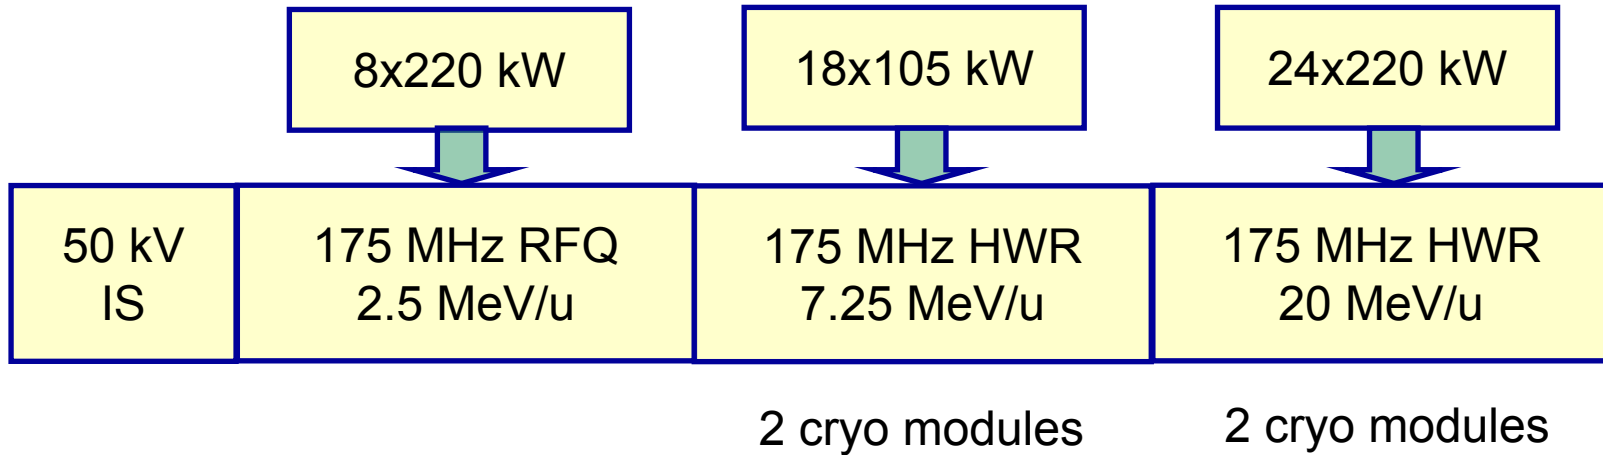 8x220 kW
18x105 kW
24x220 kW
50 kV
IS
175 MHz RFQ
2.5 MeV/u
175 MHz HWR
7.25 MeV/u
175 MHz HWR
20 MeV/u
2 cryo modules
2 cryo modules